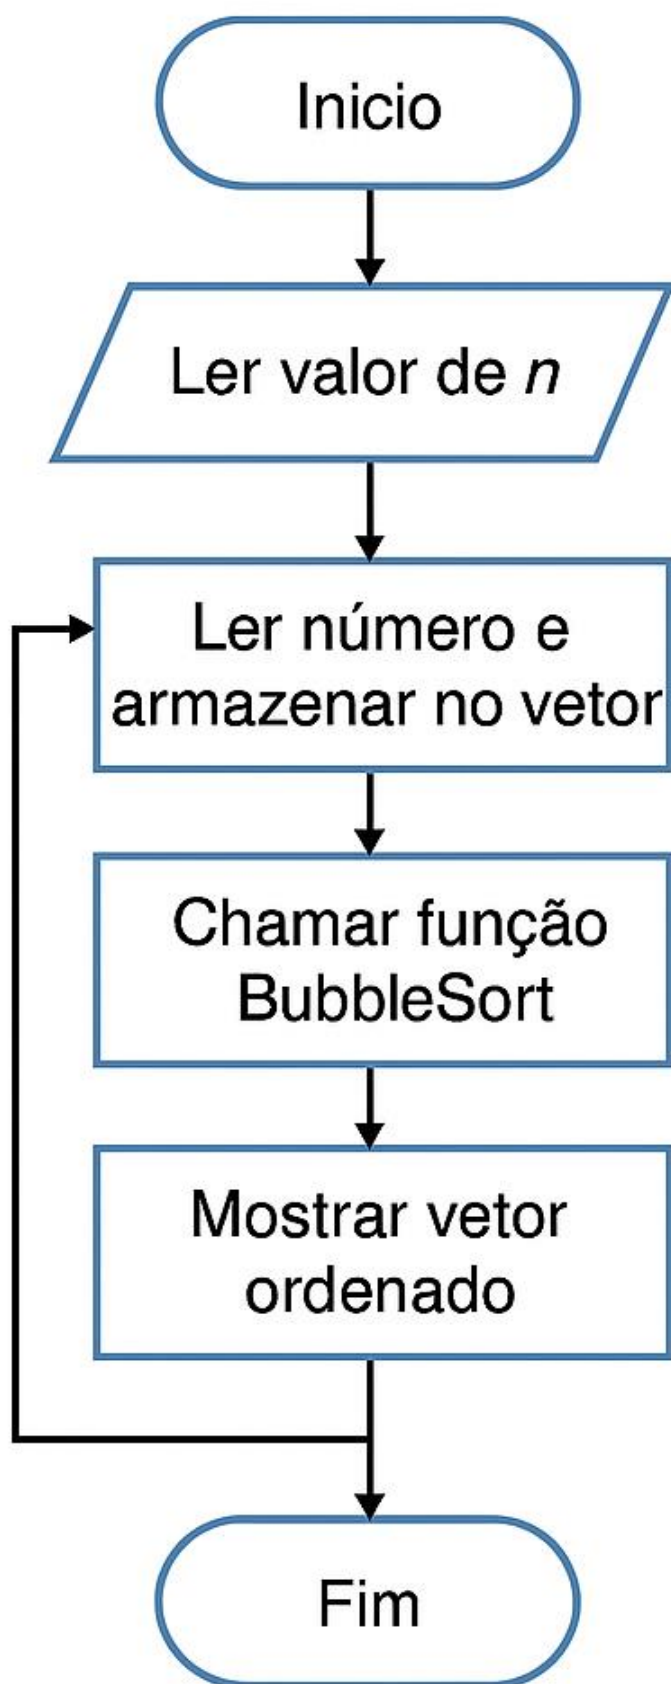 Inicio
Ler valor de n
Ler número e
armazenar no vetor
Chamar função
BubbleSort
Mostrar vetor
ordenado
Fim